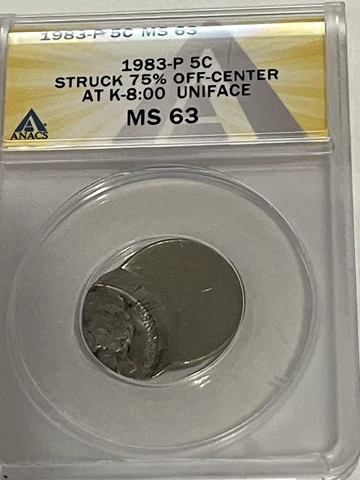 1983-P 5C MS 63
1983-P 5C
STRUCK 75% OFF-CENTER
AT K-8:00 UNIFACE
MS 63
ANACS